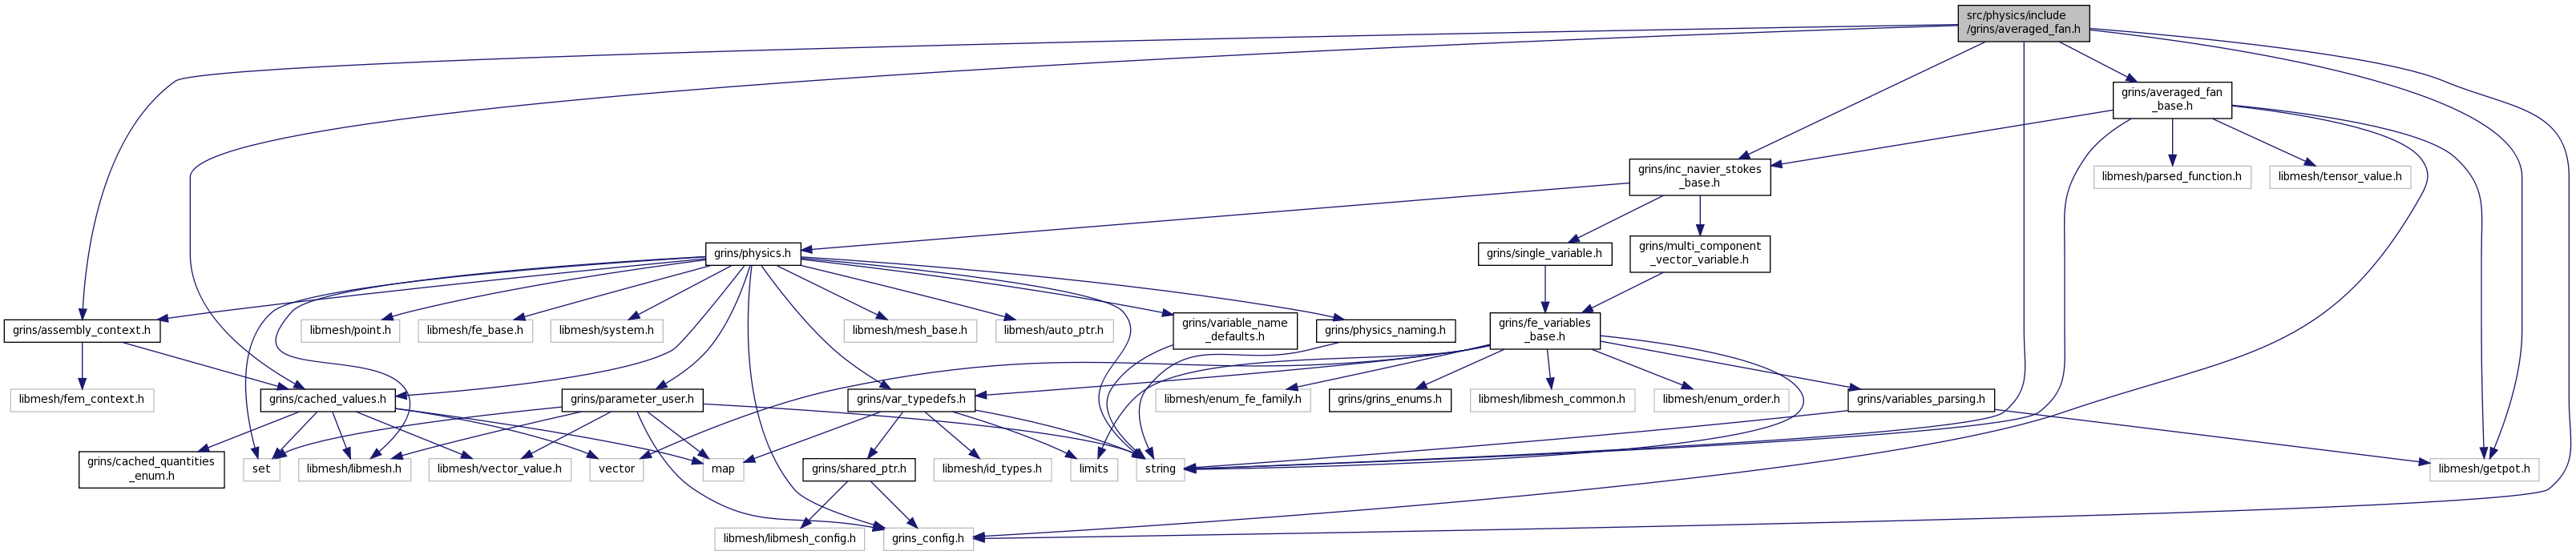 src/physics/include
/grins/averaged_fan.h
grins/averaged_fan
_base.h
grins/inc_navier_stokes
_base.h
libmesh/parsed_function.h
libmesh/tensor_value.h
grins/physics.h
grins/single_variable.h
grins/multi_component
_vector_variable.h
grins/assembly_context.h
libmesh/point.h
libmesh/fe_base.h
libmesh/system.h
libmesh/mesh_base.h
libmesh/auto_ptr.h
grins/variable_name
_defaults.h
grins/physics_naming.h
grins/fe_variables
_base.h
libmesh/fem_context.h
grins/cached_values.h
grins/parameter_user.h
grins/var_typedefs.h
libmesh/enum_fe_family.h
grins/grins_enums.h
libmesh/libmesh_common.h
libmesh/enum_order.h
grins/variables_parsing.h
grins/cached_quantities
_enum.h
set
libmesh/libmesh.h
libmesh/vector_value.h
vector
map
grins/shared_ptr.h
libmesh/id_types.h
limits
string
libmesh/getpot.h
libmesh/libmesh_config.h
grins_config.h